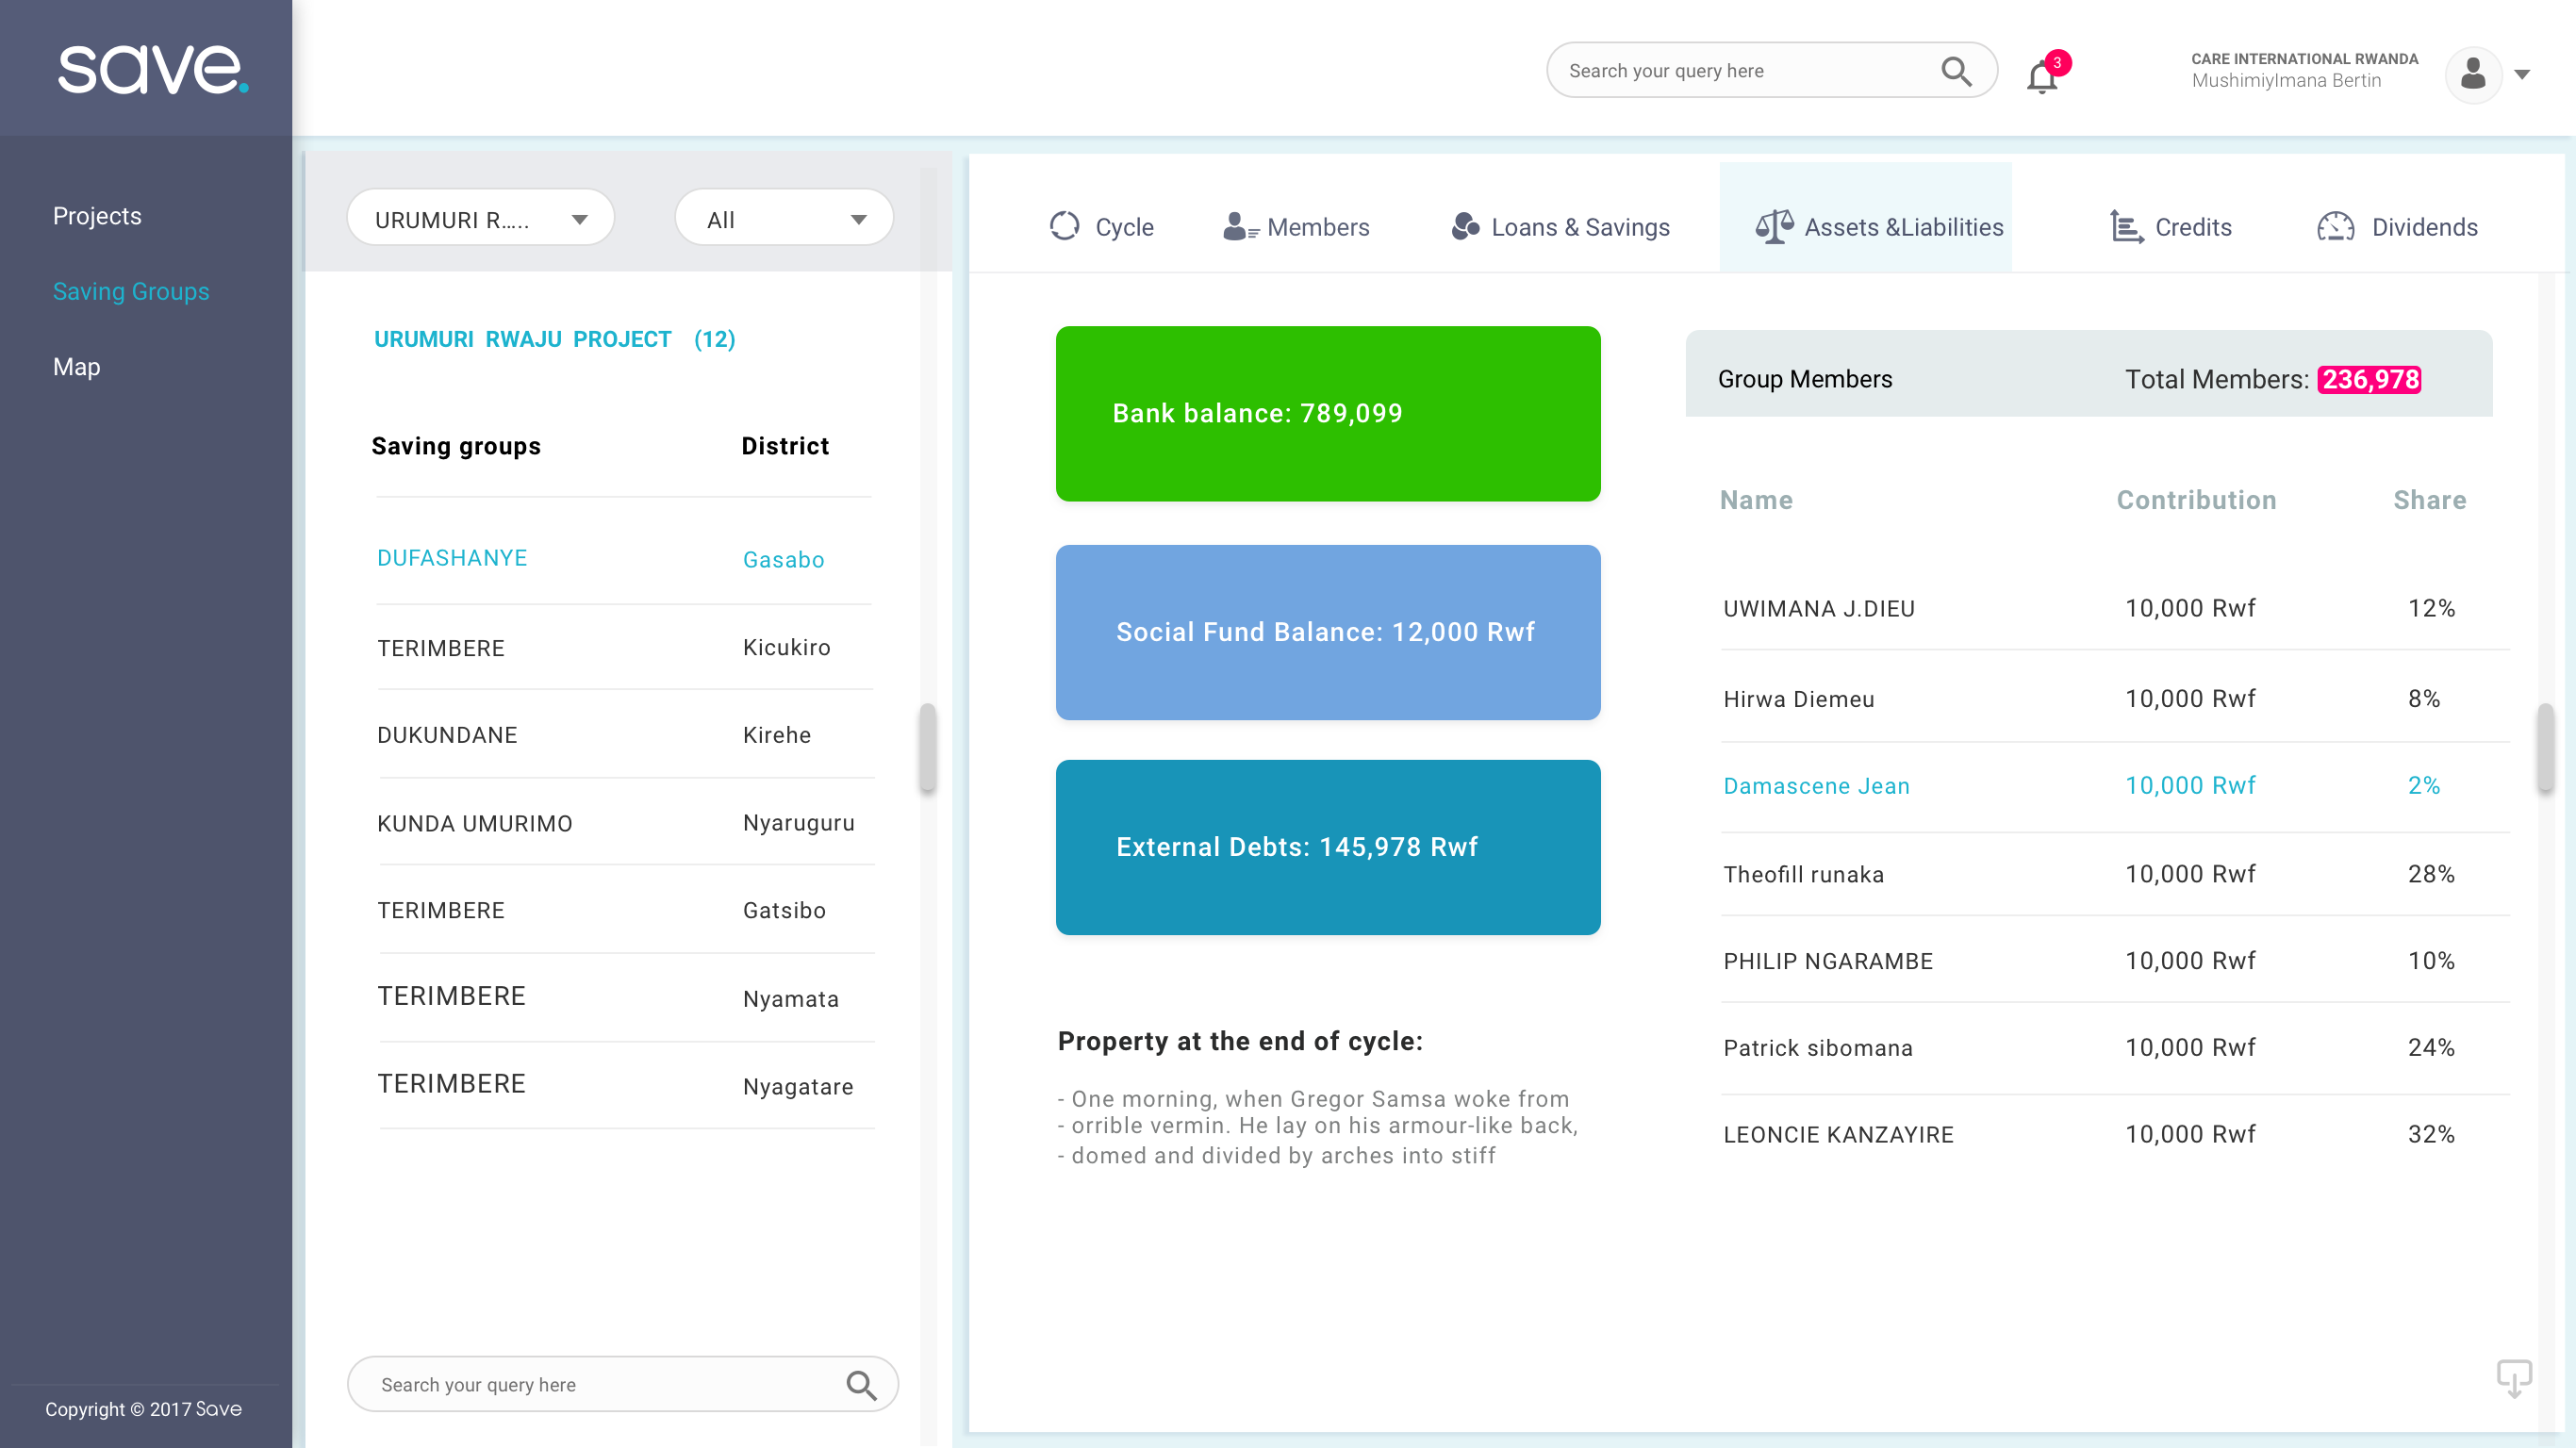 save.
Search your query here
3
CARE INTERNATIONAL RWANDA
MushimiyImana Bertin
Projects
Saving Groups
Map
Copyright © 2017 Save
URUMURI R.....
All
URUMURI RWAJU PROJECT (12)
Saving groups District
DUFASHANYE Gasabo
TERIMBERE Kicukiro
DUKUNDANE Kirehe
KUNDA UMURIMO Nyaruguru
TERIMBERE Gatsibo
TERIMBERE Nyamata
TERIMBERE Nyagatare
Search your query here
Cycle Members Loans & Savings Assets &Liabilities Credits Dividends
Bank balance: 789,099
Social Fund Balance: 12,000 Rwf
External Debts: 145,978 Rwf
Property at the end of cycle:
- One morning, when Gregor Samsa woke from
- orrible vermin. He lay on his armour-like back,
- domed and divided by arches into stiff
Group Members Total Members: 236,978
Name Contribution Share
UWIMANA J.DIEU 10,000 Rwf 12%
Hirwa Diemeu 10,000 Rwf 8%
Damascene Jean 10,000 Rwf 2%
Theofill runaka 10,000 Rwf 28%
PHILIP NGARAMBE 10,000 Rwf 10%
Patrick sibomana 10,000 Rwf 24%
LEONCIE KANZAYIRE 10,000 Rwf 32%